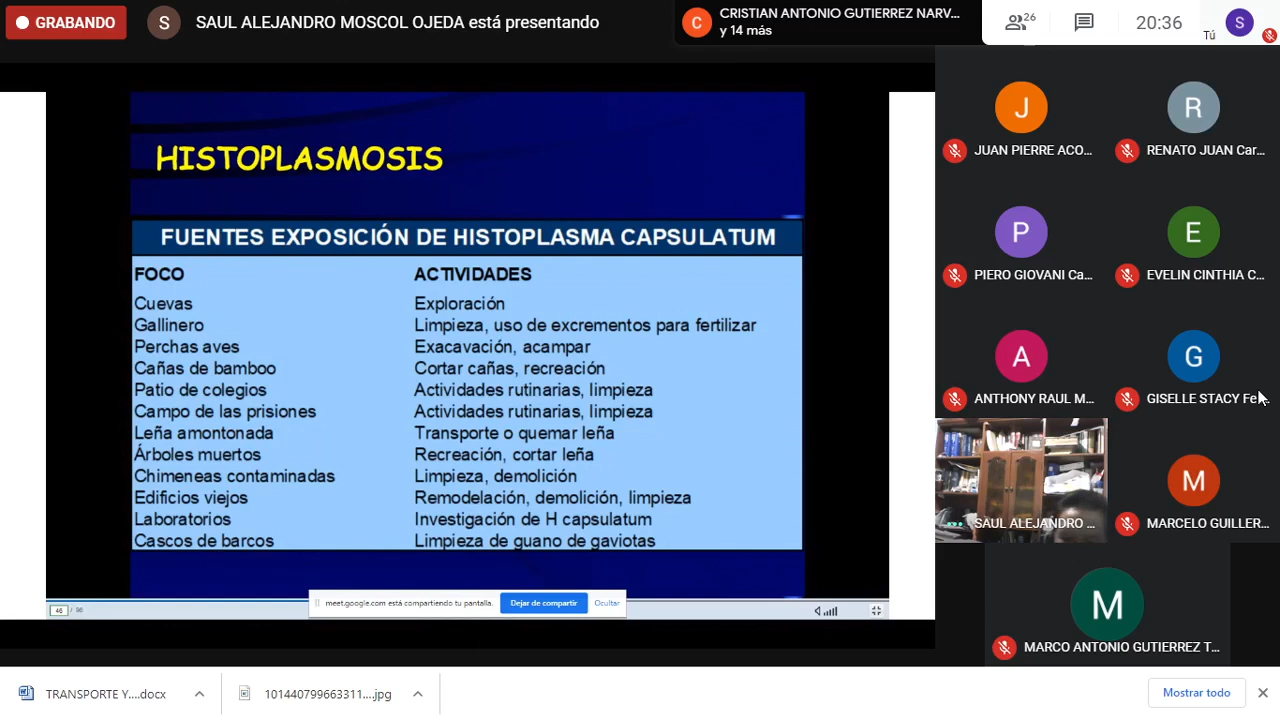 GRABANDO
S
SAUL ALEJANDRO MOSCOL OJEDA está presentando
C
CRISTIAN ANTONIO GUTIERREZ NARV...
y 14 más
26
20:36
Tú
S
HISTOPLASMOSIS
FUENTES EXPOSICIÓN DE HISTOPLASMA CAPSULATUM
FOCO ACTIVIDADES
Cuevas Exploración
Gallinero Limpieza, uso de excrementos para fertilizar
Perchas aves Exacavación, acampar
Cañas de bamboo Cortar cañas, recreación
Patio de colegios Actividades rutinarias, limpieza
Campo de las prisiones Actividades rutinarias, limpieza
Leña amontonada Transporte o quemar leña
Árboles muertos Recreación, cortar leña
Chimeneas contaminadas Limpieza, demolición
Edificios viejos Remodelación, demolición, limpieza
Laboratorios Investigación de H capsulatum
Cascos de barcos Limpieza de guano de gaviotas
46 / 98
meet.google.com está compartiendo tu pantalla.
Dejar de compartir
Ocultar
J
JUAN PIERRE ACO...
R
RENATO JUAN Car...
P
PIERO GIOVANI Ca...
E
EVELIN CINTHIA C...
A
ANTHONY RAUL M...
G
GISELLE STACY Fe...
SAUL ALEJANDRO ...
M
MARCELO GUILLER...
M
MARCO ANTONIO GUTIERREZ T...
TRANSPORTE Y....docx
101440799663311....jpg
Mostrar todo